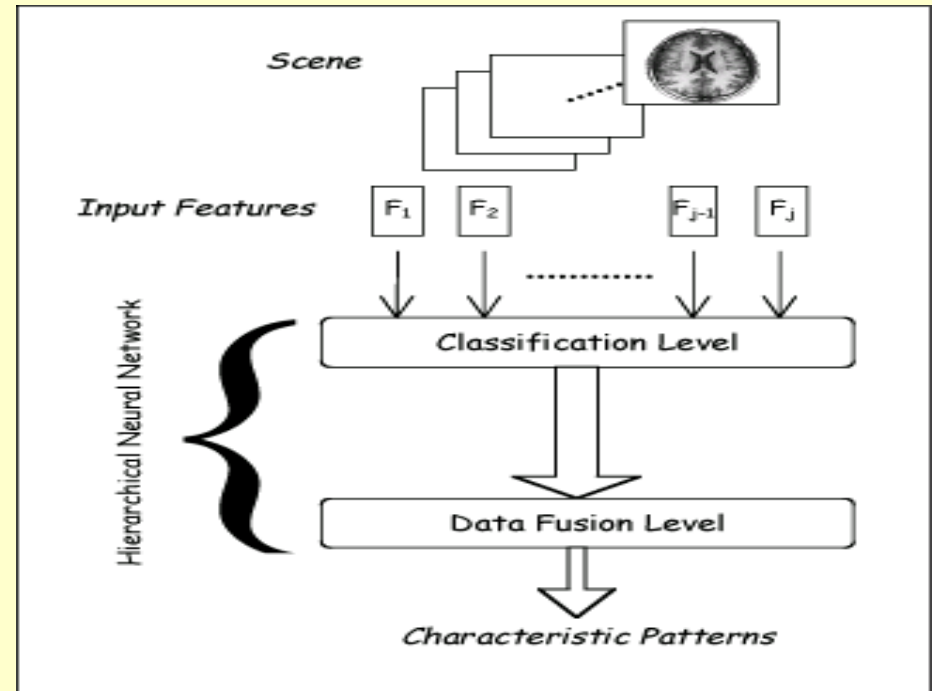 Scene
Input Features
F1 F2 Fj-1 Fj
Hierarchical Neural Network
Classification Level
Data Fusion Level
Characteristic Patterns